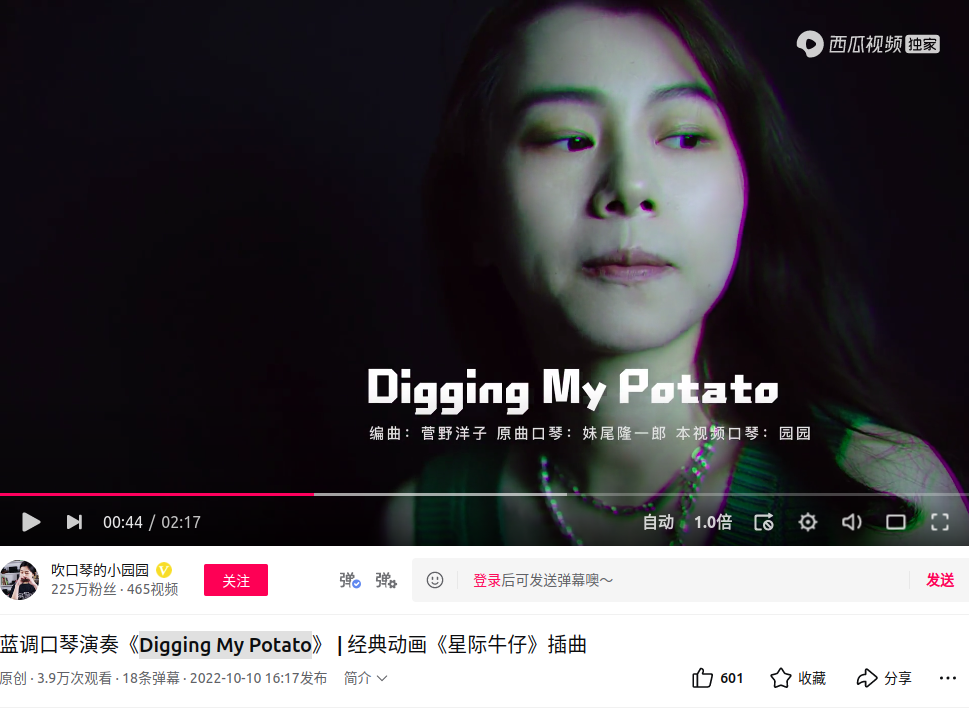 西瓜视频 独家
Digging My Potato
编曲：菅野洋子 原曲口琴：妹尾隆一郎 本视频口琴：园园
00:44 / 02:17
自动 1.0倍
吹口琴的小园园
225万粉丝 · 465视频
关注
弹 弹
登录后可发送弹幕噢～
发送
蓝调口琴演奏《Digging My Potato》 | 经典动画《星际牛仔》插曲
原创 · 3.9万次观看 · 18条弹幕 · 2022-10-10 16:17发布 简介
601 收藏 分享